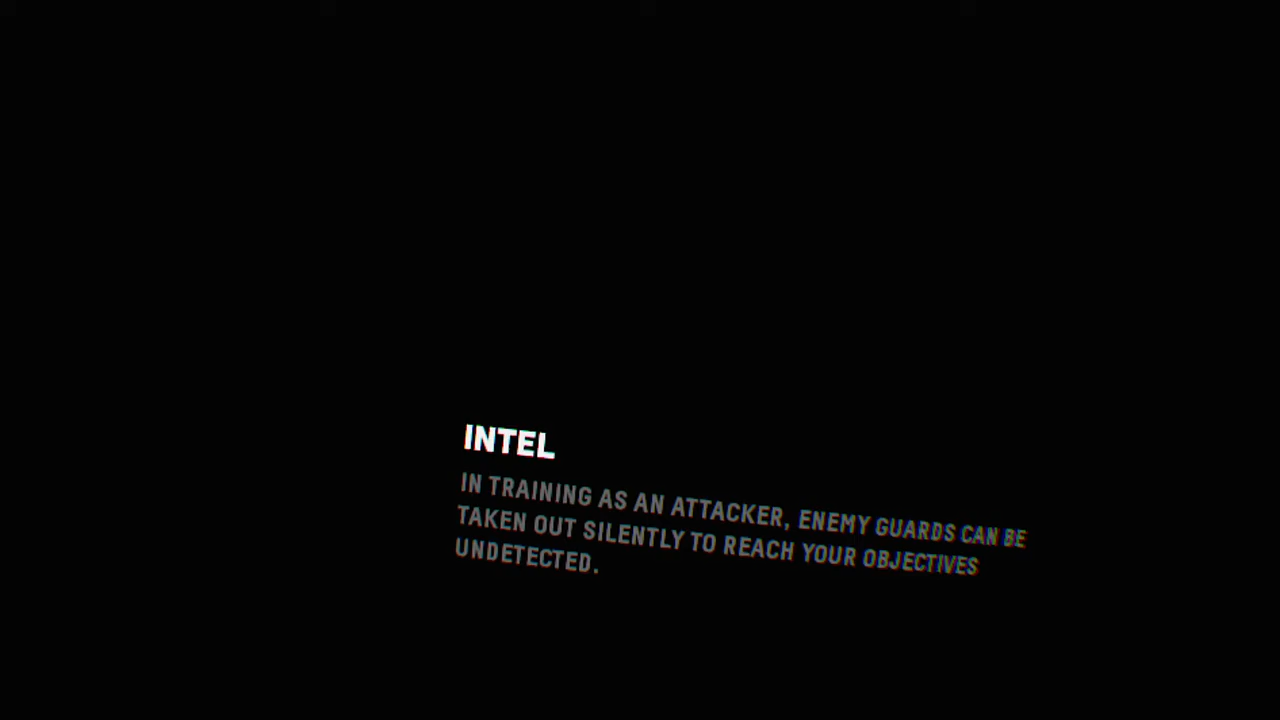 INTEL
IN TRAINING AS AN ATTACKER, ENEMY GUARDS CAN BE
TAKEN OUT SILENTLY TO REACH YOUR OBJECTIVES
UNDETECTED.